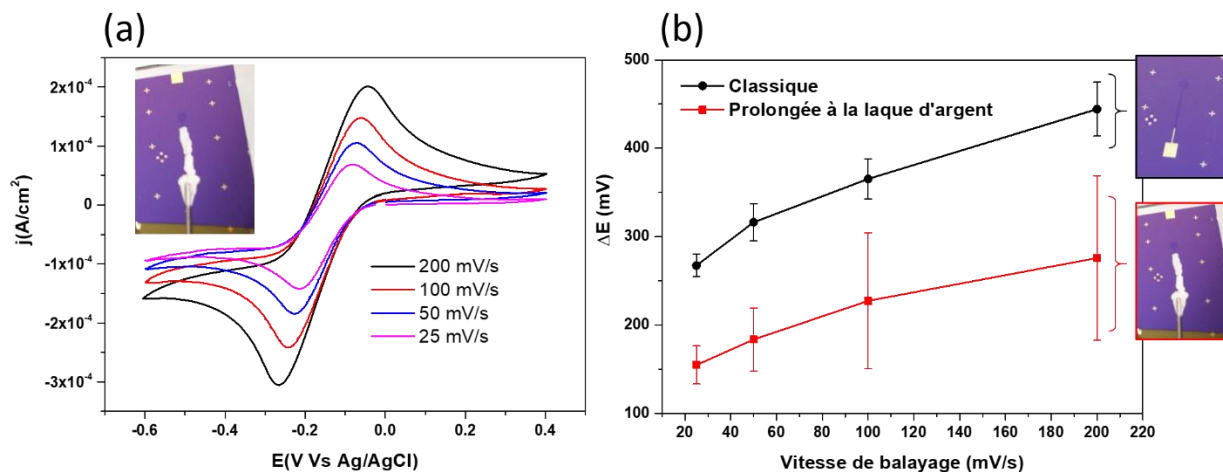 (a)
2x10⁻⁴
1x10⁻⁴
0
-1x10⁻⁴
-2x10⁻⁴
-3x10⁻⁴
j(A/cm²)
200 mV/s
100 mV/s
50 mV/s
25 mV/s
-0.6
-0.4
-0.2
0.0
0.2
0.4
E(V Vs Ag/AgCl)
(b)
500
400
300
200
100
ΔE (mV)
Classique
Prolongée à la laque d'argent
20
40
60
80
100
120
140
160
180
200
220
Vitesse de balayage (mV/s)